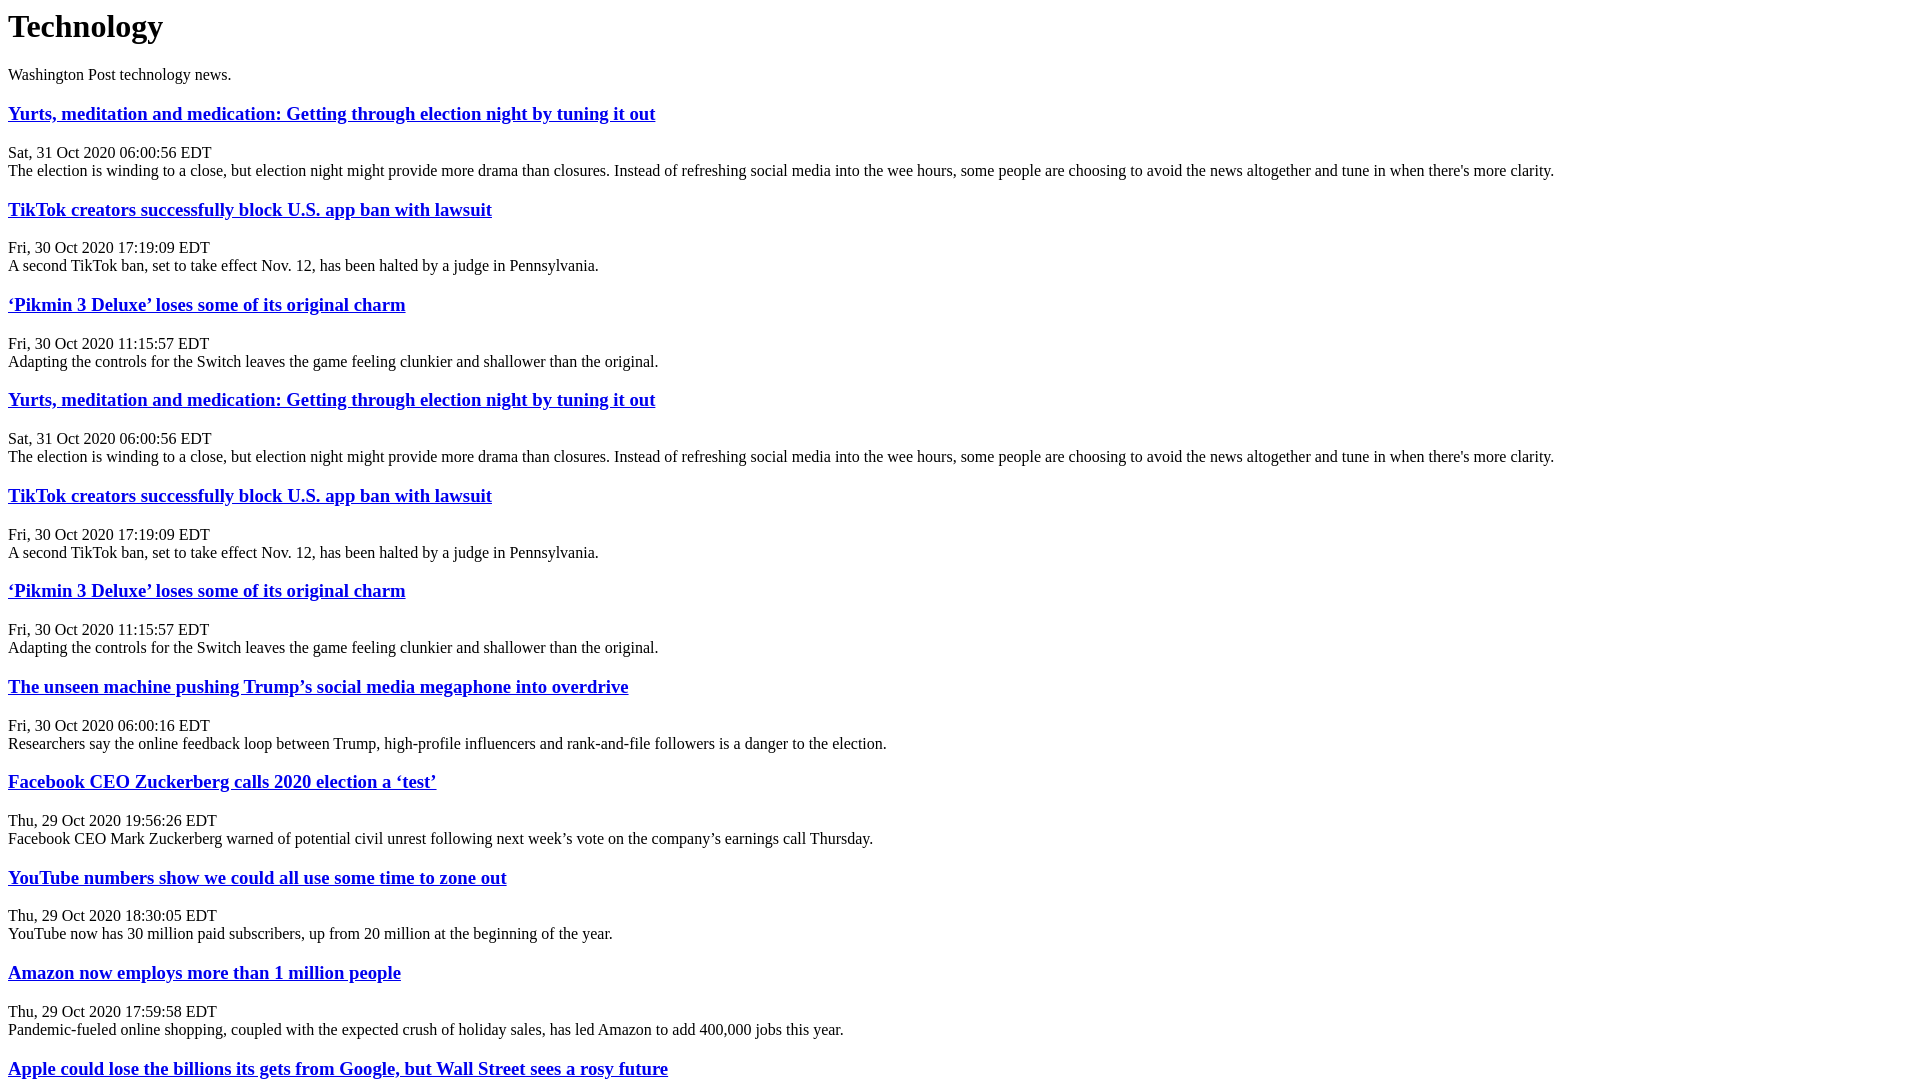 Technology
Washington Post technology news.
Yurts, meditation and medication: Getting through election night by tuning it out
Sat, 31 Oct 2020 06:00:56 EDT
The election is winding to a close, but election night might provide more drama than closures. Instead of refreshing social media into the wee hours, some people are choosing to avoid the news altogether and tune in when there's more clarity.
TikTok creators successfully block U.S. app ban with lawsuit
Fri, 30 Oct 2020 17:19:09 EDT
A second TikTok ban, set to take effect Nov. 12, has been halted by a judge in Pennsylvania.
‘Pikmin 3 Deluxe’ loses some of its original charm
Fri, 30 Oct 2020 11:15:57 EDT
Adapting the controls for the Switch leaves the game feeling clunkier and shallower than the original.
Yurts, meditation and medication: Getting through election night by tuning it out
Sat, 31 Oct 2020 06:00:56 EDT
The election is winding to a close, but election night might provide more drama than closures. Instead of refreshing social media into the wee hours, some people are choosing to avoid the news altogether and tune in when there's more clarity.
TikTok creators successfully block U.S. app ban with lawsuit
Fri, 30 Oct 2020 17:19:09 EDT
A second TikTok ban, set to take effect Nov. 12, has been halted by a judge in Pennsylvania.
‘Pikmin 3 Deluxe’ loses some of its original charm
Fri, 30 Oct 2020 11:15:57 EDT
Adapting the controls for the Switch leaves the game feeling clunkier and shallower than the original.
The unseen machine pushing Trump’s social media megaphone into overdrive
Fri, 30 Oct 2020 06:00:16 EDT
Researchers say the online feedback loop between Trump, high-profile influencers and rank-and-file followers is a danger to the election.
Facebook CEO Zuckerberg calls 2020 election a ‘test’
Thu, 29 Oct 2020 19:56:26 EDT
Facebook CEO Mark Zuckerberg warned of potential civil unrest following next week’s vote on the company’s earnings call Thursday.
YouTube numbers show we could all use some time to zone out
Thu, 29 Oct 2020 18:30:05 EDT
YouTube now has 30 million paid subscribers, up from 20 million at the beginning of the year.
Amazon now employs more than 1 million people
Thu, 29 Oct 2020 17:59:58 EDT
Pandemic-fueled online shopping, coupled with the expected crush of holiday sales, has led Amazon to add 400,000 jobs this year.
Apple could lose the billions its gets from Google, but Wall Street sees a rosy future